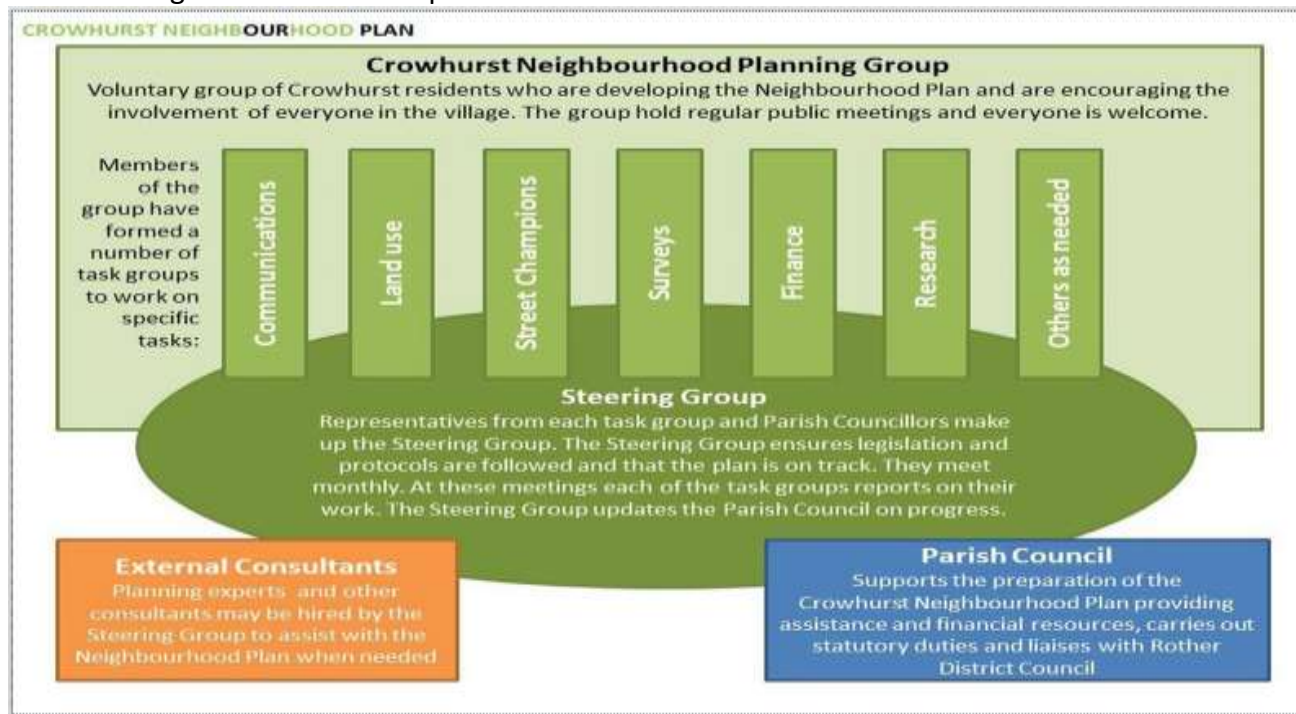 CROWHURST NEIGHBOURHOOD PLAN
Crowhurst Neighbourhood Planning Group
Voluntary group of Crowhurst residents who are developing the Neighbourhood Plan and are encouraging the
involvement of everyone in the village. The group hold regular public meetings and everyone is welcome.
Members
of the
group have
formed a
number of
task groups
to work on
specific
tasks:
Communications
Land use
Street Champions
Surveys
Finance
Research
Others as needed
Steering Group
Representatives from each task group and Parish Councillors make
up the Steering Group. The Steering Group ensures legislation and
protocols are followed and that the plan is on track. They meet
monthly. At these meetings each of the task groups reports on their
work. The Steering Group updates the Parish Council on progress.
External Consultants
Planning experts and other
consultants may be hired by the
Steering Group to assist with the
Neighbourhood Plan when needed
Parish Council
Supports the preparation of the
Crowhurst Neighbourhood Plan providing
assistance and financial resources, carries out
statutory duties and liaises with Rother
District Council